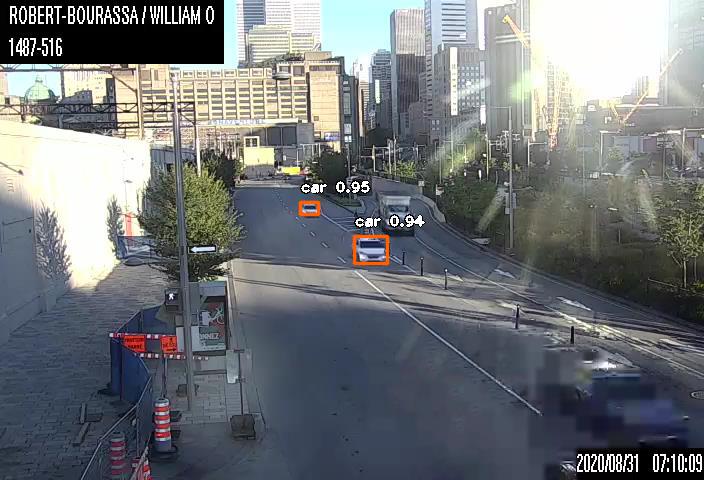 ROBERT-BOURASSA / WILLIAM O
1487-516
car 0.95
car 0.94
2020/08/31 07:10:09